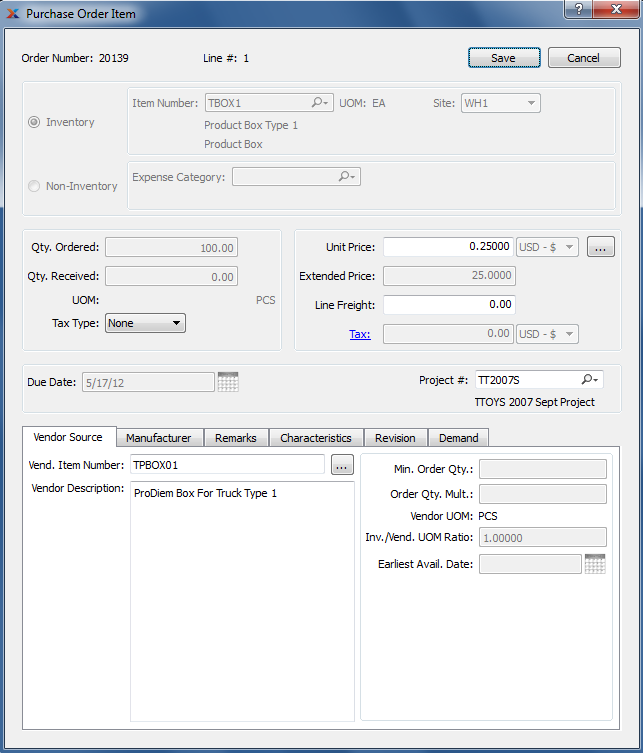 Purchase Order Item
?
Order Number: 20139 Line #: 1 Save Cancel
Inventory
Item Number: TBOX1 UOM: EA Site: WH1
Product Box Type 1
Product Box
Non-Inventory
Expense Category:
Qty. Ordered: 100.00
Qty. Received: 0.00
UOM: PCS
Tax Type: None
Unit Price: 0.25000 USD - $ ...
Extended Price: 25.0000
Line Freight: 0.00
Tax: 0.00 USD - $
Due Date: 5/17/12
Project #: TT2007S
TTOYS 2007 Sept Project
Vendor Source Manufacturer Remarks Characteristics Revision Demand
Vend. Item Number: TPBOX01 ...
Vendor Description: ProDiem Box For Truck Type 1
Min. Order Qty.:
Order Qty. Mult.:
Vendor UOM: PCS
Inv./Vend. UOM Ratio: 1.00000
Earliest Avail. Date: